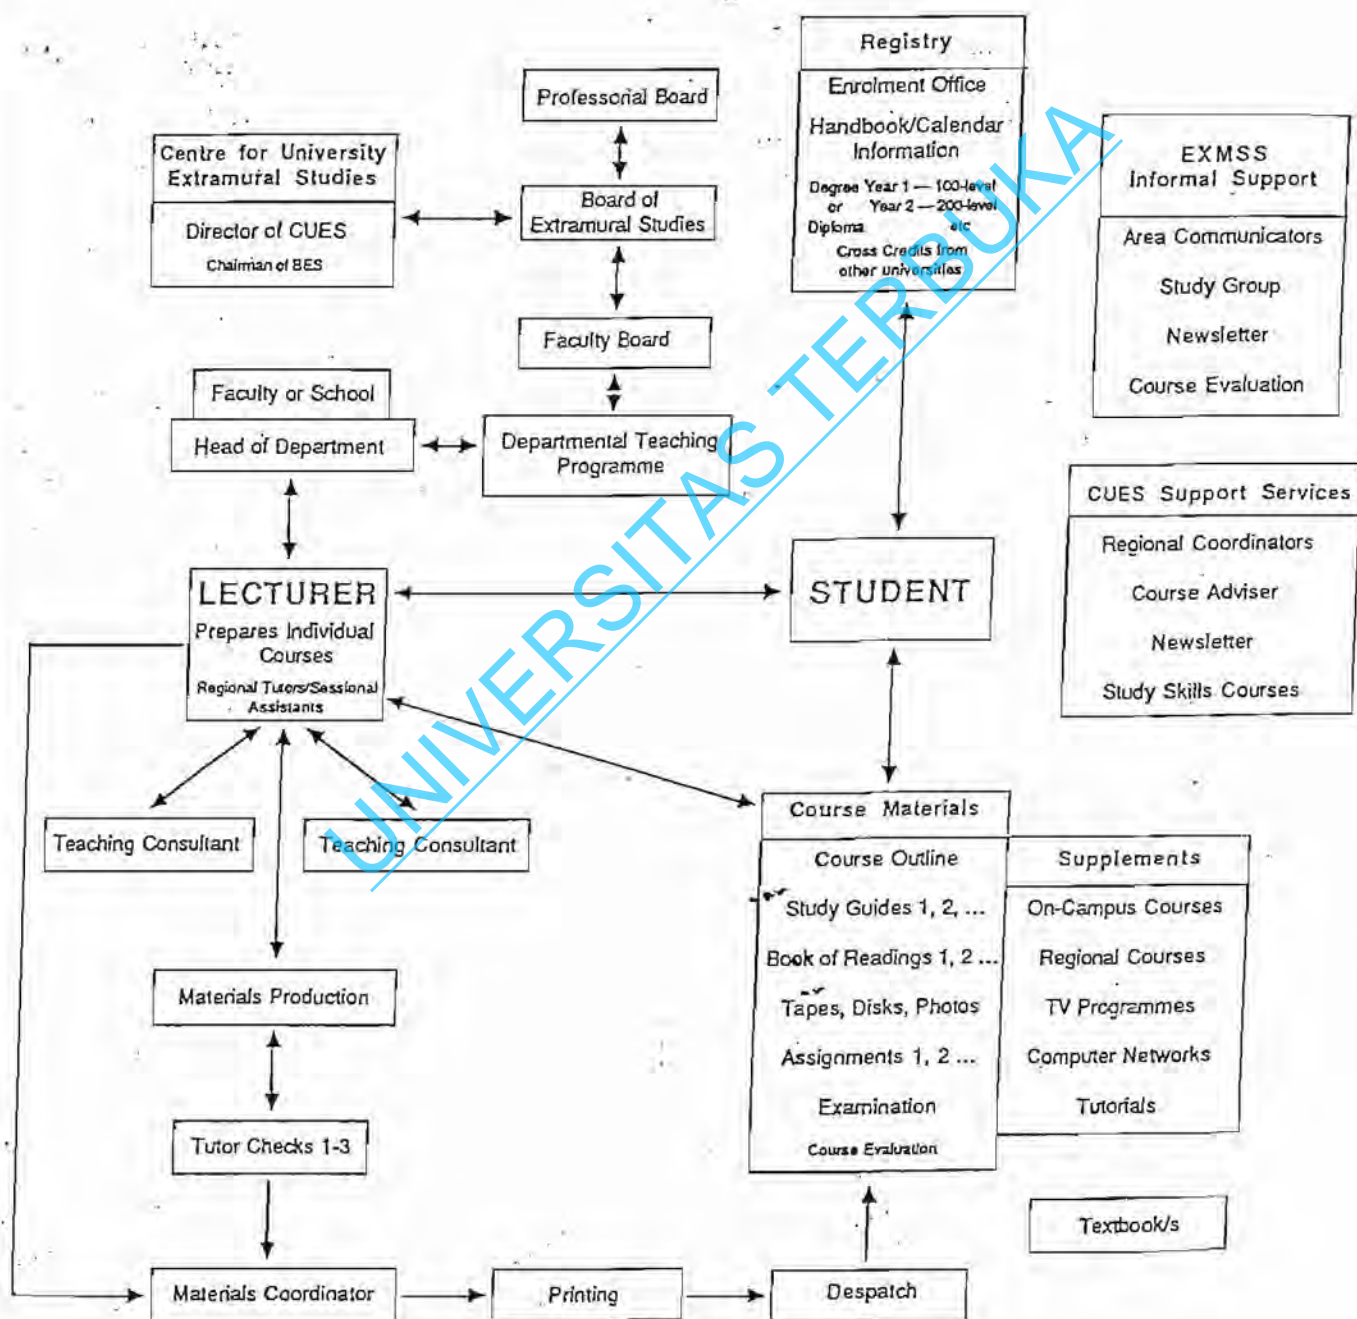 Registry
Enrolment Office
Handbook/Calendar
Information
Degree Year 1 — 100-level
or Year 2 — 200-level
Diploma etc
Cross Credits from
other universities
Professorial Board
Centre for University
Extramural Studies
Director of CUES
Chairman of BES
Board of
Extramural Studies
EXMSS
Informal Support
Area Communicators
Study Group
Newsletter
Course Evaluation
Faculty Board
Faculty or School
Head of Department
Departmental Teaching
Programme
CUES Support Services
Regional Coordinators
Course Adviser
Newsletter
Study Skills Courses
LECTURER
Prepares Individual
Courses
Regional Tutors/Sessional
Assistants
STUDENT
Teaching Consultant
Teaching Consultant
Course Materials
Course Outline
Study Guides 1, 2, ...
Book of Readings 1, 2 ...
Tapes, Disks, Photos
Assignments 1, 2 ...
Examination
Course Evaluation
Supplements
On-Campus Courses
Regional Courses
TV Programmes
Computer Networks
Tutorials
Materials Production
Tutor Checks 1-3
Textbook/s
Materials Coordinator
Printing
Despatch
UNIVERSITAS TERBUKA